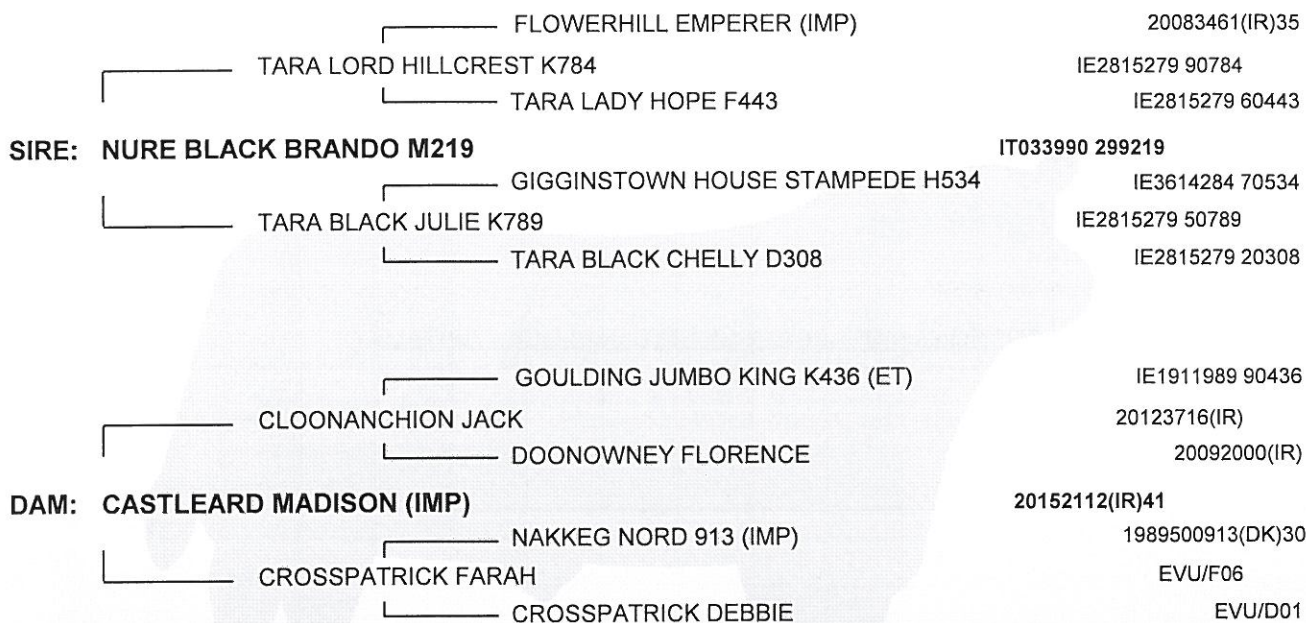 FLOWERHILL EMPERER (IMP) 20083461(IR)35
TARA LORD HILLCREST K784 IE2815279 90784
TARA LADY HOPE F443 IE2815279 60443
SIRE: NURE BLACK BRANDO M219 IT033990 299219
GIGGINSTOWN HOUSE STAMPEDE H534 IE3614284 70534
TARA BLACK JULIE K789 IE2815279 50789
TARA BLACK CHELLY D308 IE2815279 20308
GOULDING JUMBO KING K436 (ET) IE1911989 90436
CLOONANCHION JACK 20123716(IR)
DOONOWNEY FLORENCE 20092000(IR)
DAM: CASTLEARD MADISON (IMP) 20152112(IR)41
NAKKEG NORD 913 (IMP) 1989500913(DK)30
CROSSPATRICK FARAH EVU/F06
CROSSPATRICK DEBBIE EVU/D01